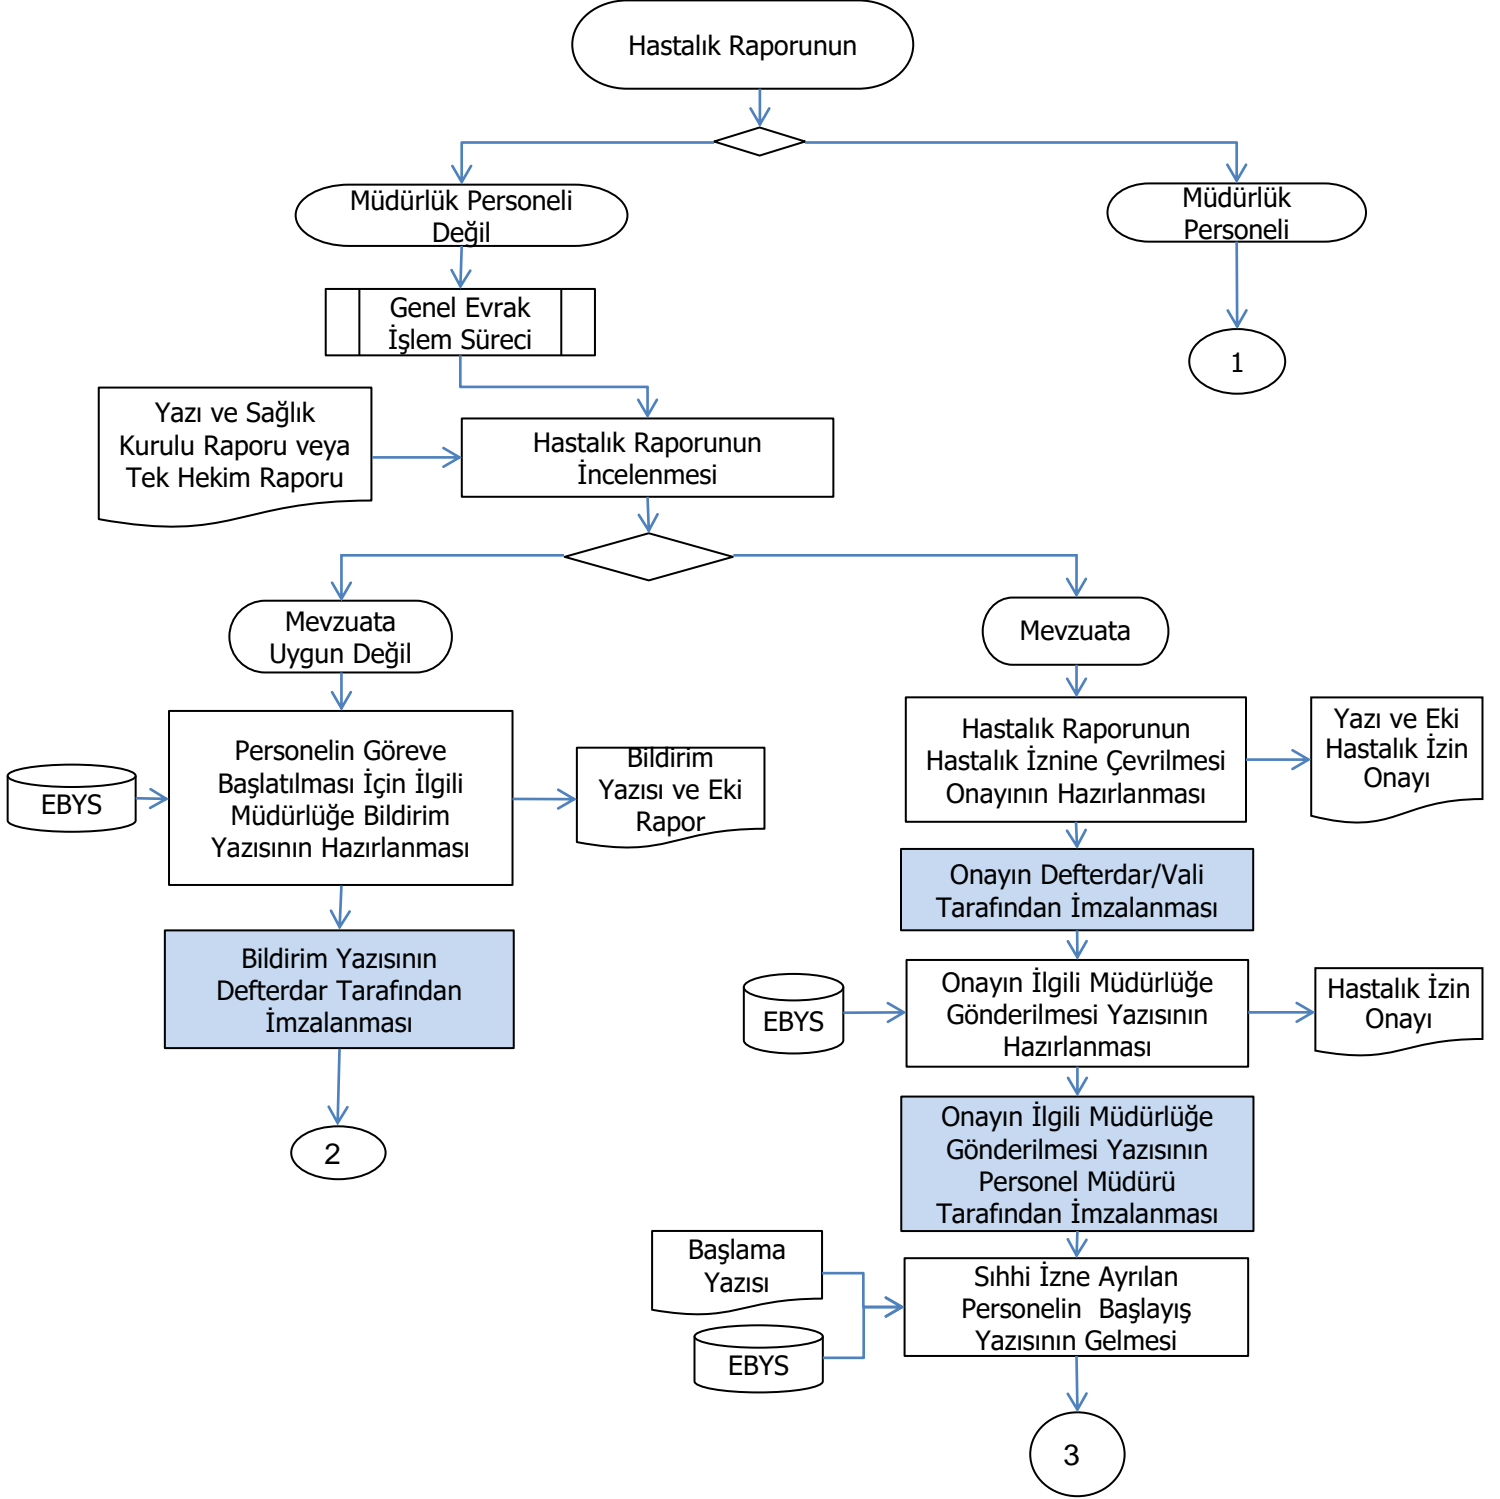 Hastalık Raporunun
Müdürlük Personeli
Değil
Müdürlük
Personeli
Genel Evrak
İşlem Süreci
1
Yazı ve Sağlık
Kurulu Raporu veya
Tek Hekim Raporu
Hastalık Raporunun
İncelenmesi
Mevzuata
Uygun Değil
Mevzuata
EBYS
Personelin Göreve
Başlatılması İçin İlgili
Müdürlüğe Bildirim
Yazısının Hazırlanması
Bildirim
Yazısı ve Eki
Rapor
Hastalık Raporunun
Hastalık İznine Çevrilmesi
Onayının Hazırlanması
Yazı ve Eki
Hastalık İzin
Onayı
Onayın Defterdar/Vali
Tarafından İmzalanması
Bildirim Yazısının
Defterdar Tarafından
İmzalanması
EBYS
Onayın İlgili Müdürlüğe
Gönderilmesi Yazısının
Hazırlanması
Hastalık İzin
Onayı
2
Onayın İlgili Müdürlüğe
Gönderilmesi Yazısının
Personel Müdürü
Tarafından İmzalanması
Başlama
Yazısı
EBYS
Sıhhi İzne Ayrılan
Personelin  Başlayış
Yazısının Gelmesi
3